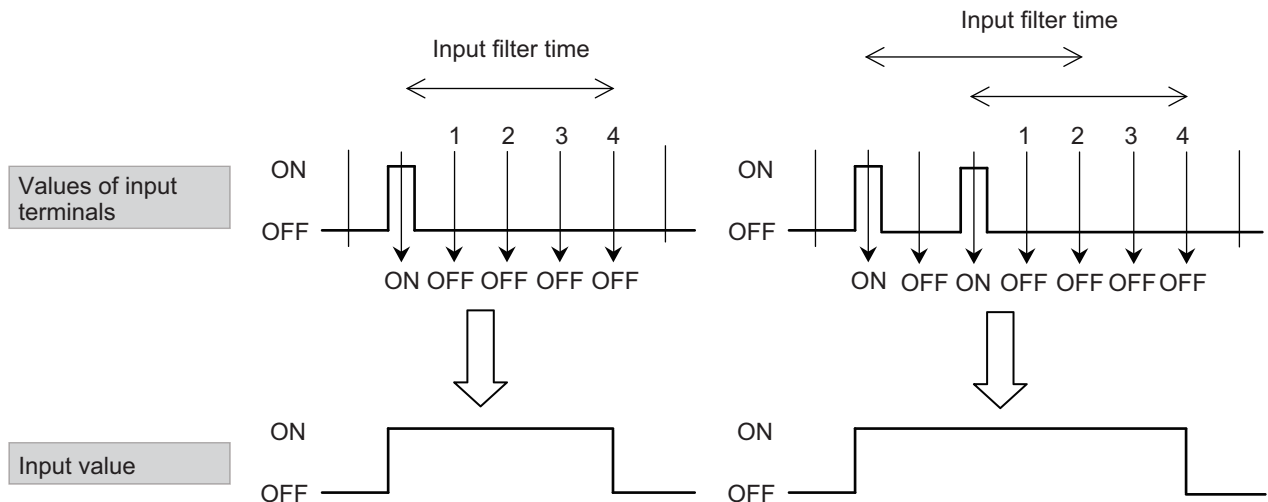 Input filter time
Input filter time
1 2 3 4
1 2 3 4
Values of input
terminals
ON
OFF
ON
OFF
ON OFF OFF OFF OFF
ON OFF ON OFF OFF OFF OFF
Input value
ON
OFF
ON
OFF